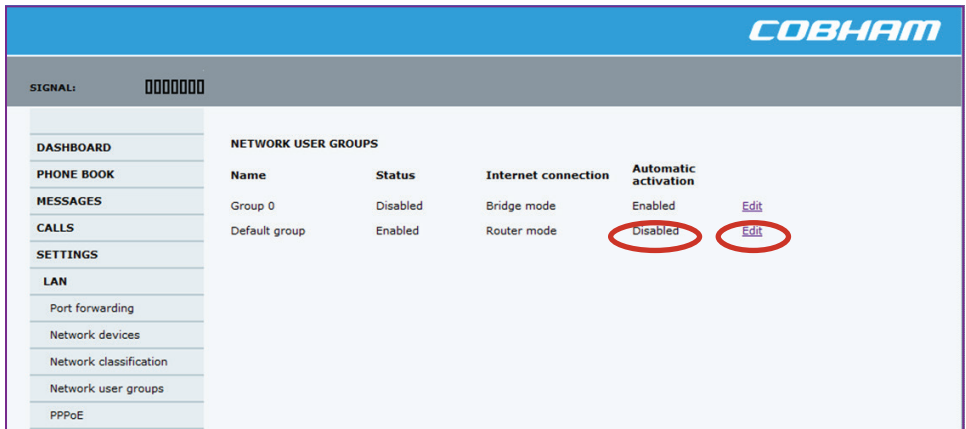 COBHAM
SIGNAL:
DASHBOARD
PHONE BOOK
MESSAGES
CALLS
SETTINGS
LAN
Port forwarding
Network devices
Network classification
Network user groups
PPPoE
NETWORK USER GROUPS
Name Status Internet connection Automatic activation
Group 0 Disabled Bridge mode Enabled Edit
Default group Enabled Router mode Disabled Edit